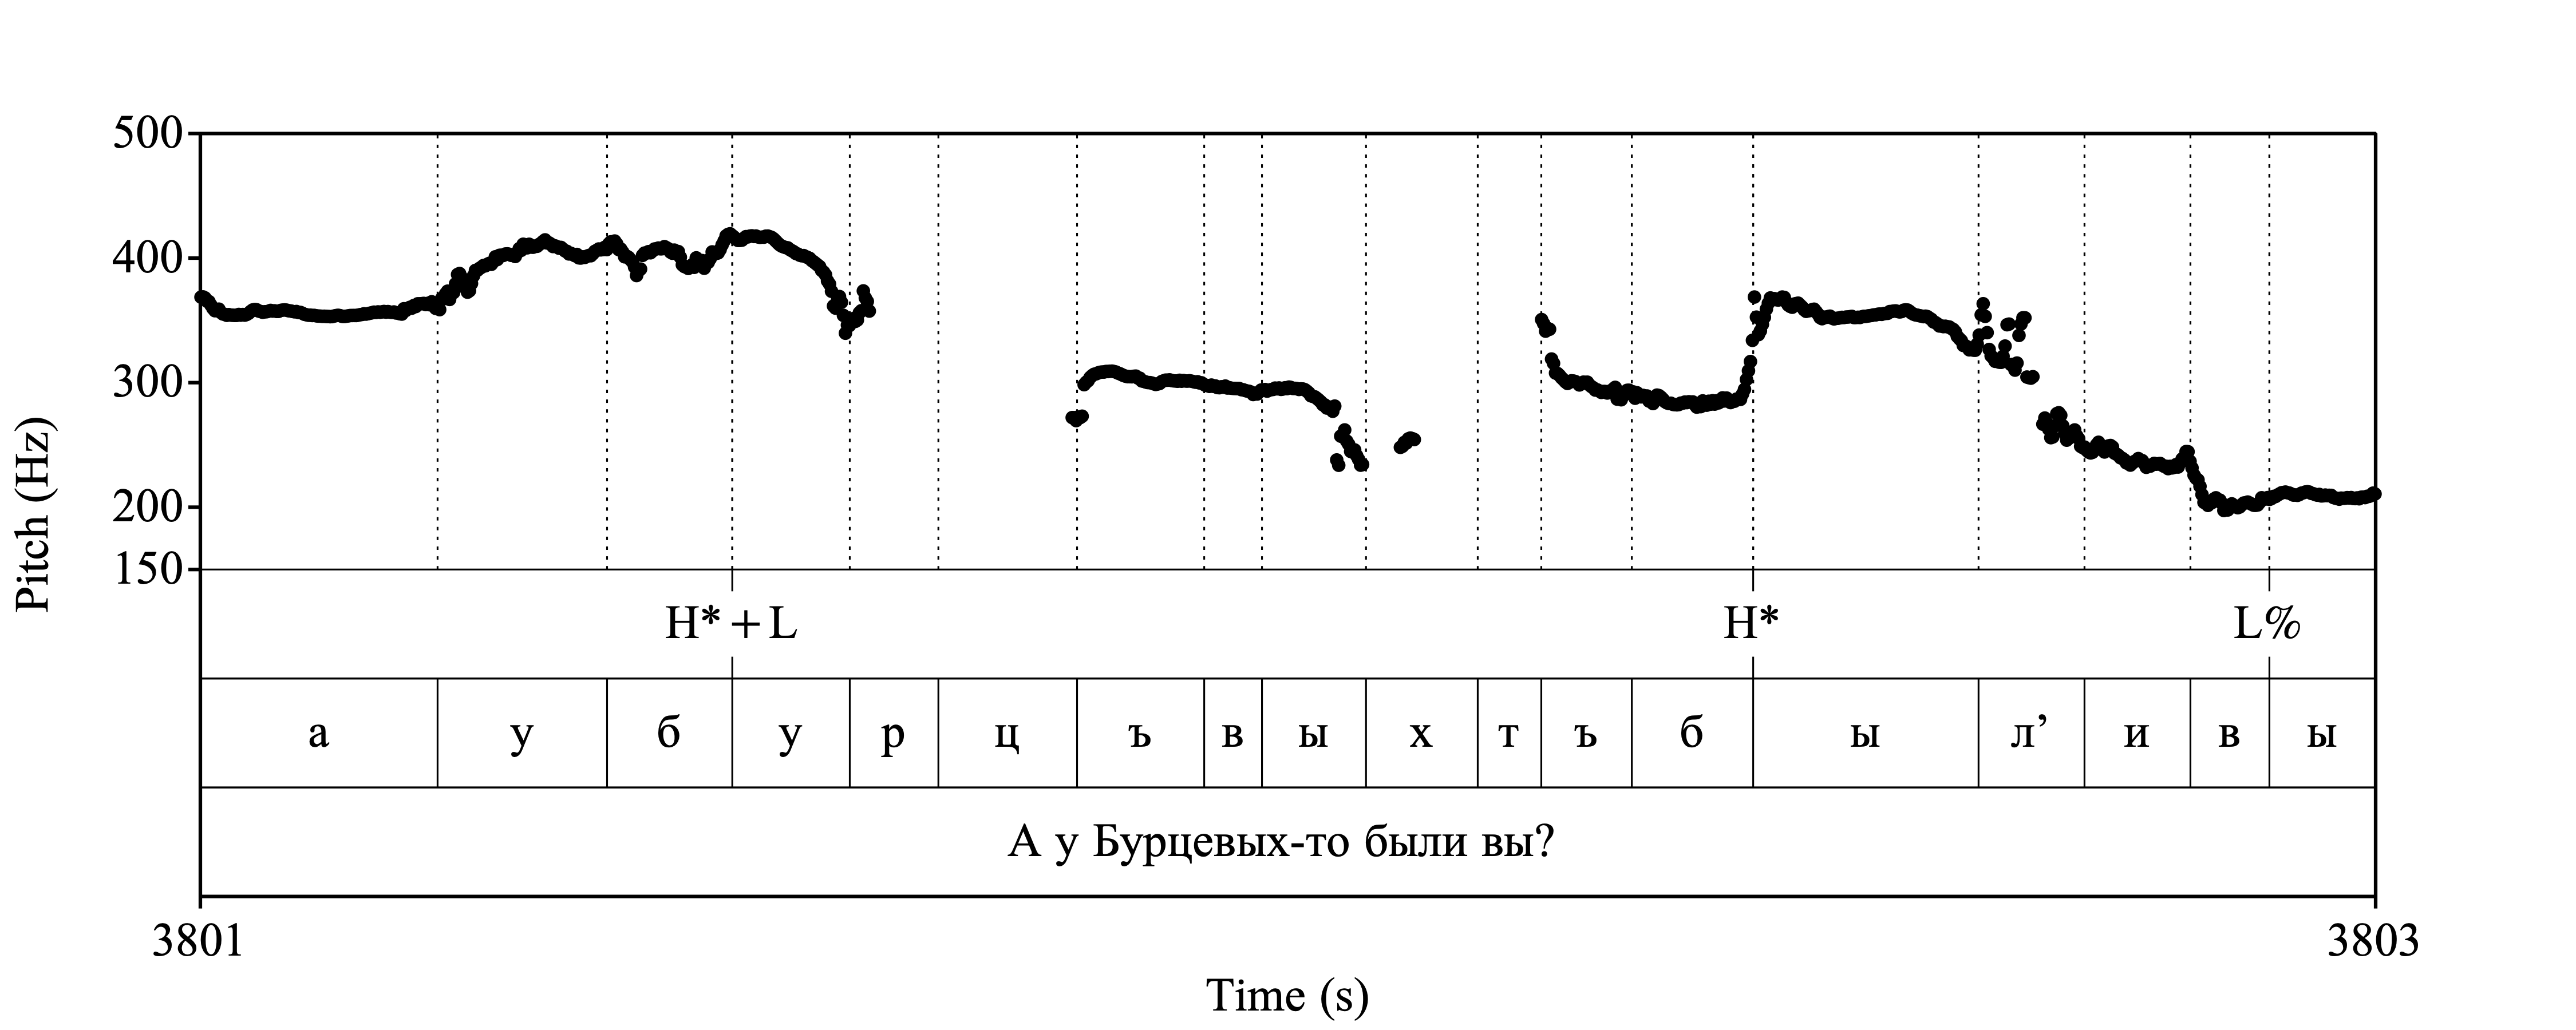 500
400
300
200
150
Pitch (Hz)
H* + L H* L%
а у б у р ц ъ в ы х т ъ б ы л’ и в ы
А у Бурцевых-то были вы?
3801 3803
Time (s)